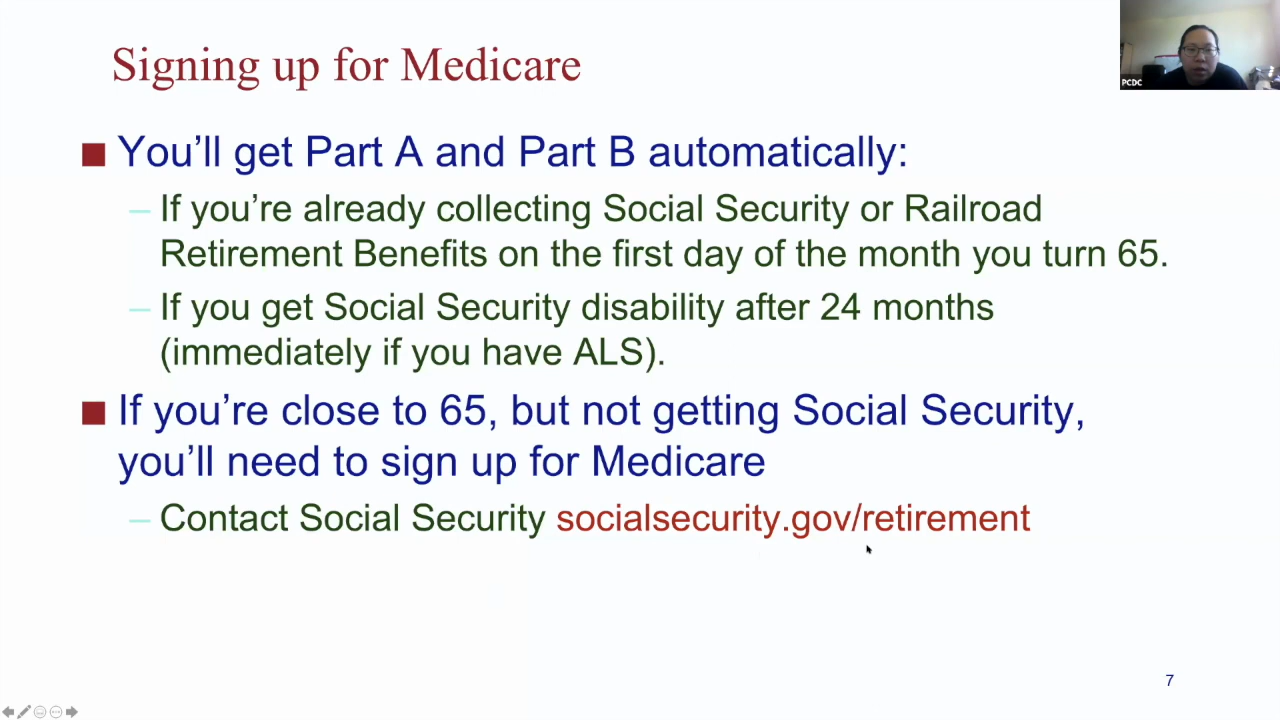 Signing up for Medicare
PCDC
■ You’ll get Part A and Part B automatically:
– If you’re already collecting Social Security or Railroad
Retirement Benefits on the first day of the month you turn 65.
– If you get Social Security disability after 24 months
(immediately if you have ALS).
■ If you’re close to 65, but not getting Social Security,
you’ll need to sign up for Medicare
– Contact Social Security socialsecurity.gov/retirement
7